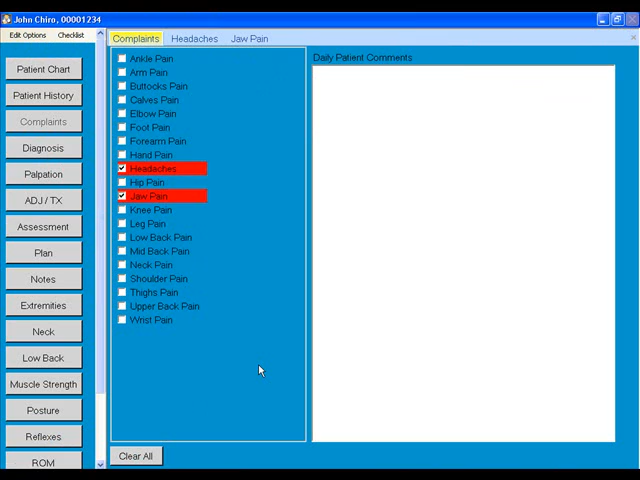 John Chiro, 00001234
Edit Options Checklist
Patient Chart
Patient History
Complaints
Diagnosis
Palpation
ADJ / TX
Assessment
Plan
Notes
Extremities
Neck
Low Back
Muscle Strength
Posture
Reflexes
ROM
Complaints Headaches Jaw Pain
Ankle Pain
Arm Pain
Buttocks Pain
Calves Pain
Elbow Pain
Foot Pain
Forearm Pain
Hand Pain
Headaches
Hip Pain
Jaw Pain
Knee Pain
Leg Pain
Low Back Pain
Mid Back Pain
Neck Pain
Shoulder Pain
Thighs Pain
Upper Back Pain
Wrist Pain
Clear All
Daily Patient Comments